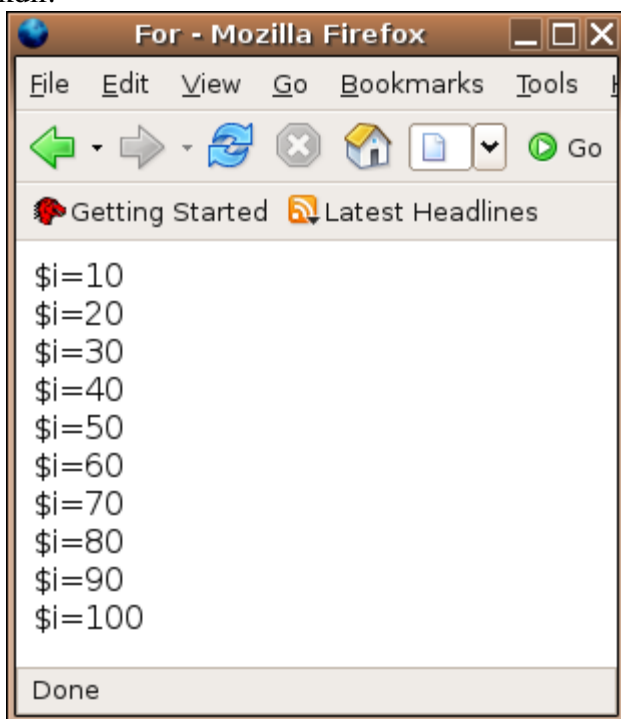 For - Mozilla Firefox
File Edit View Go Bookmarks Tools
Go
Getting Started Latest Headlines
$i=10
$i=20
$i=30
$i=40
$i=50
$i=60
$i=70
$i=80
$i=90
$i=100
Done